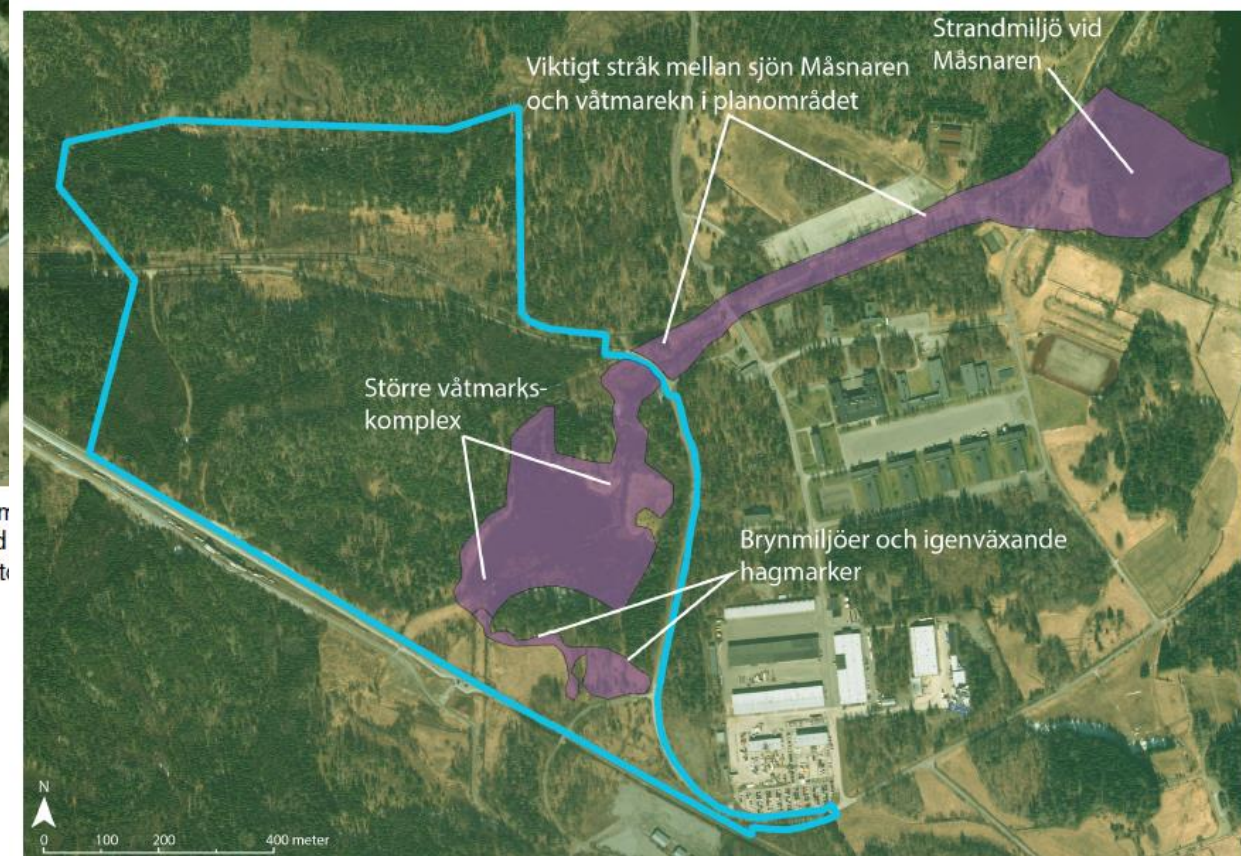 Strandmiljö vid
Måsnaren
Viktigt stråk mellan sjön Måsnaren
och våtmarekn i planområdet
Större våtmarks-
komplex
Brynmiljöer och igenväxande
hagmarker
N
0 100 200 400 meter